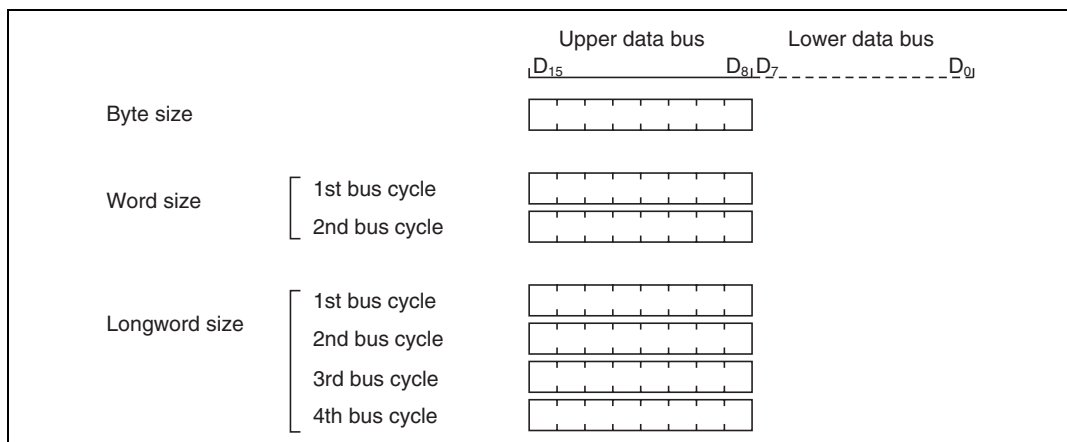 Upper data bus Lower data bus
D15 D8 D7 D0
Byte size
Word size
1st bus cycle
2nd bus cycle
Longword size
1st bus cycle
2nd bus cycle
3rd bus cycle
4th bus cycle